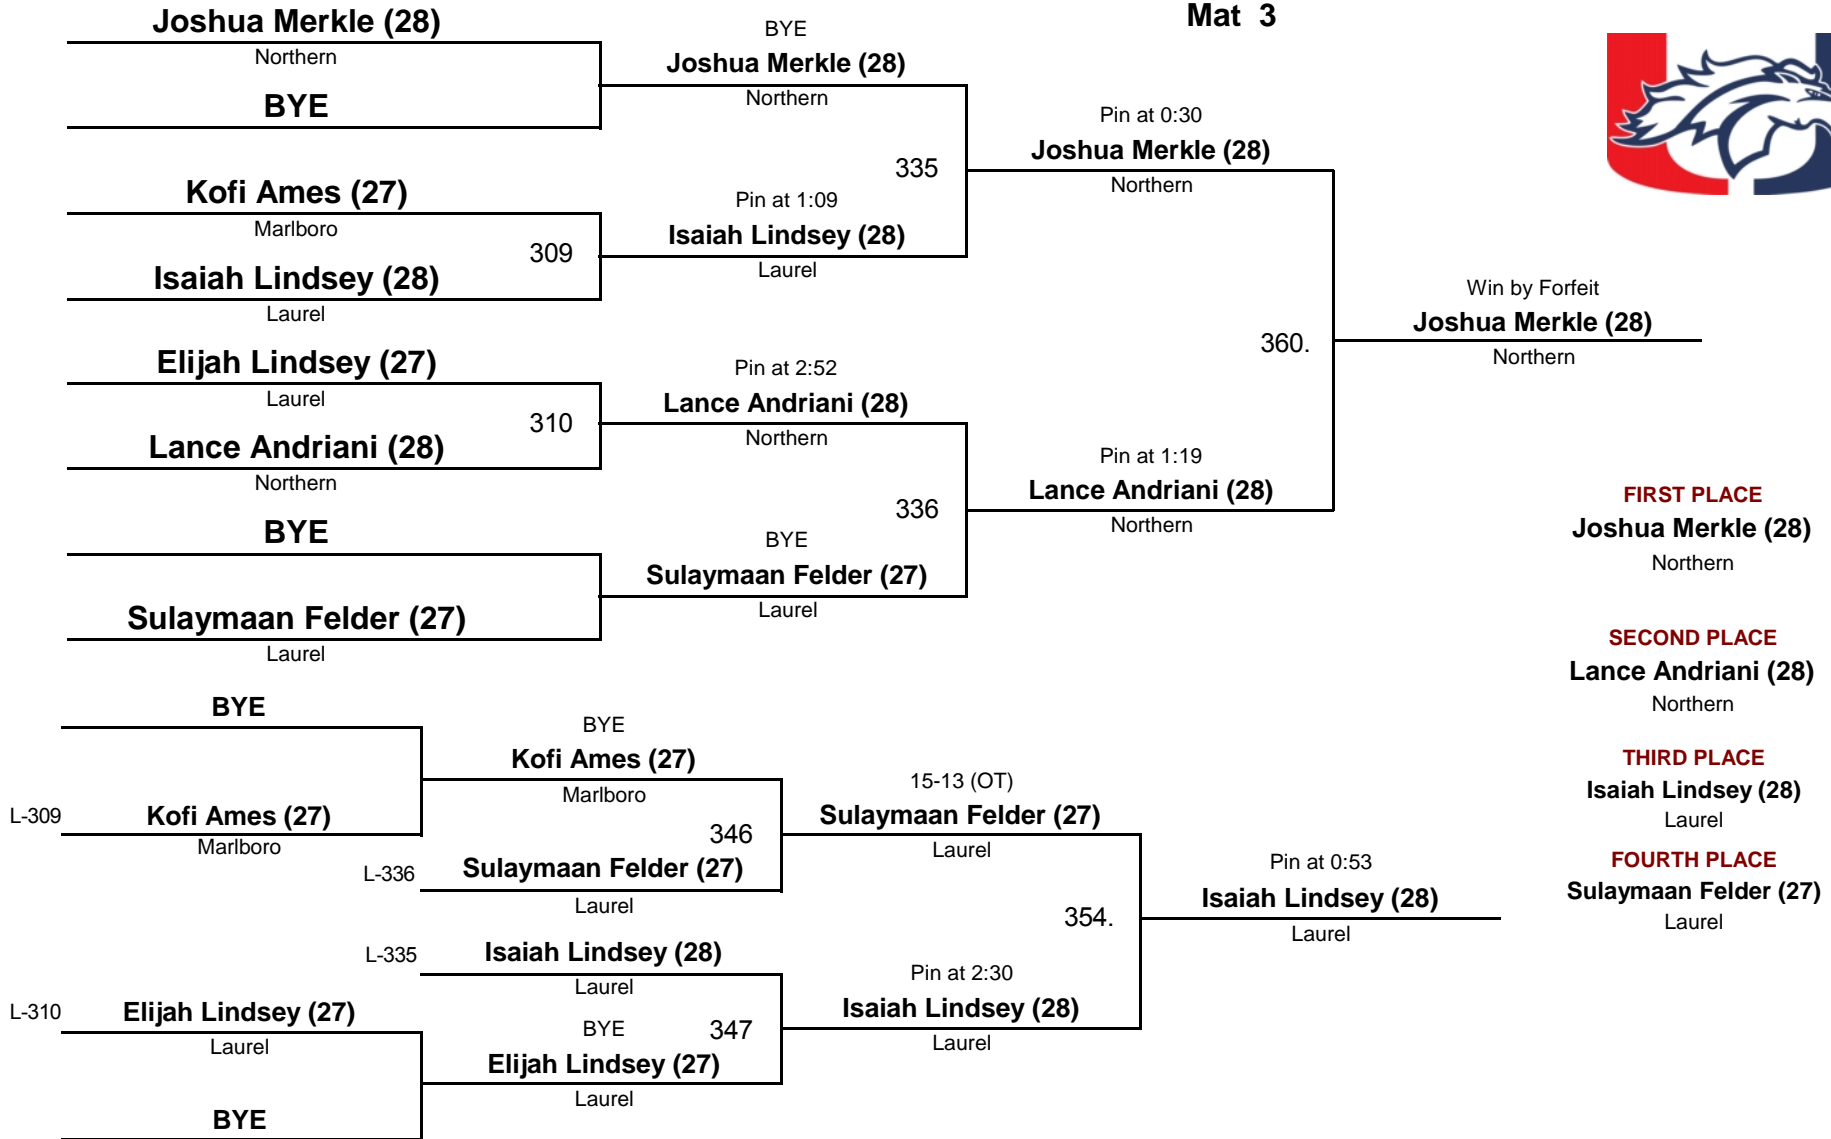 Mat 3
Joshua Merkle (28)
Northern
BYE
Kofi Ames (27)
Marlboro
309
Isaiah Lindsey (28)
Laurel
Elijah Lindsey (27)
Laurel
310
Lance Andriani (28)
Northern
BYE
Sulaymaan Felder (27)
Laurel
BYE
Joshua Merkle (28)
Northern
335
Pin at 1:09
Isaiah Lindsey (28)
Laurel
Pin at 2:52
Lance Andriani (28)
Northern
336
BYE
Sulaymaan Felder (27)
Laurel
Pin at 0:30
Joshua Merkle (28)
Northern
360.
Pin at 1:19
Lance Andriani (28)
Northern
Win by Forfeit
Joshua Merkle (28)
Northern
BYE
L-309
Kofi Ames (27)
Marlboro
L-310
Elijah Lindsey (27)
Laurel
BYE
BYE
Kofi Ames (27)
Marlboro
346
L-336
Sulaymaan Felder (27)
Laurel
L-335
Isaiah Lindsey (28)
Laurel
BYE
347
Elijah Lindsey (27)
Laurel
15-13 (OT)
Sulaymaan Felder (27)
Laurel
354.
Pin at 2:30
Isaiah Lindsey (28)
Laurel
Pin at 0:53
Isaiah Lindsey (28)
Laurel
FIRST PLACE
Joshua Merkle (28)
Northern
SECOND PLACE
Lance Andriani (28)
Northern
THIRD PLACE
Isaiah Lindsey (28)
Laurel
FOURTH PLACE
Sulaymaan Felder (27)
Laurel